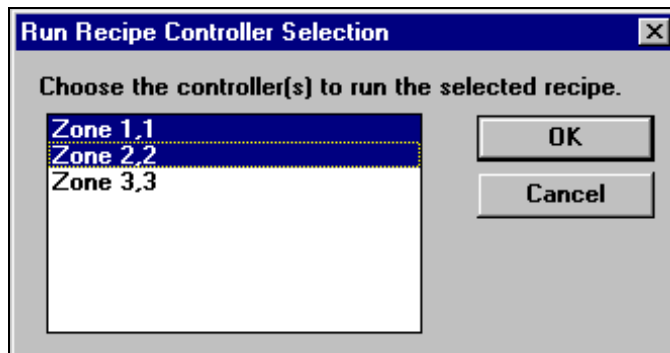 Run Recipe Controller Selection
Choose the controller(s) to run the selected recipe.
Zone 1,1
Zone 2,2
Zone 3,3
OK
Cancel